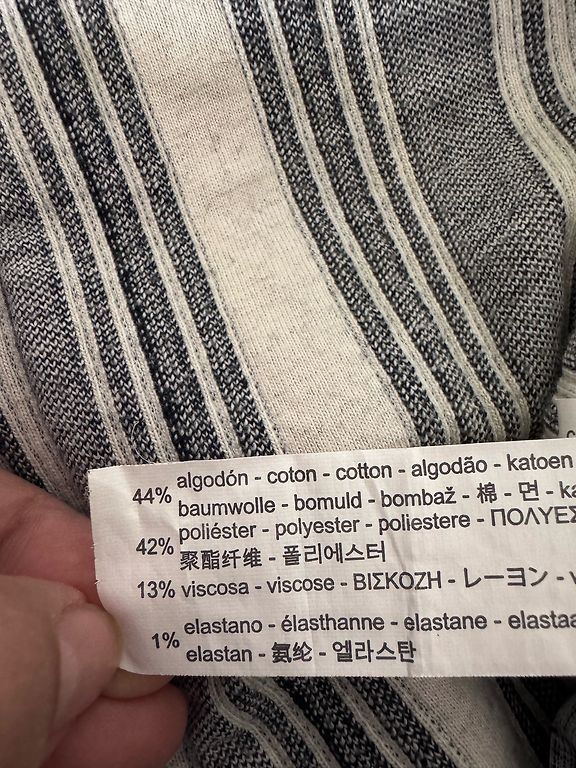 44% algodón - coton - cotton - algodão - katoen
baumwolle - bomuld - bombaž - 棉 - 면 -
42% poliéster - polyester - poliestere - ΠΟΛΥΕΣ
聚酯纤维 - 폴리에스터
13% viscosa - viscose - ΒΙΣΚΟΖΗ - レーヨン -
1% elastano - élasthanne - elastane -
elastan - 氨纶 - 엘라스탄